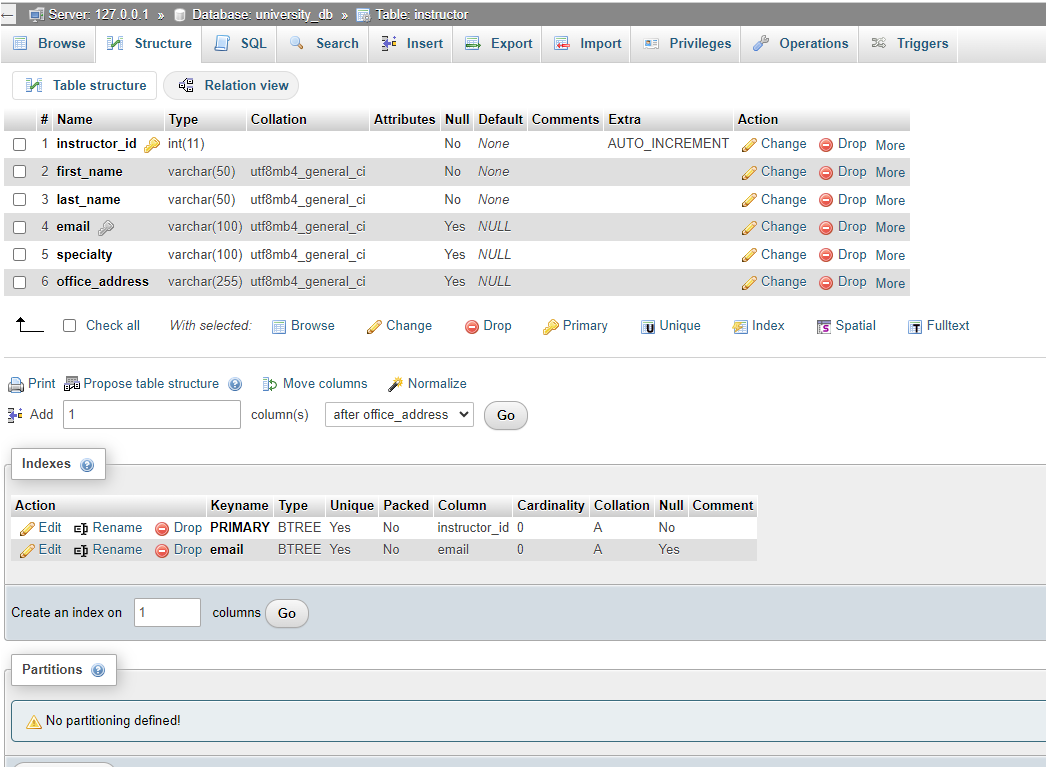 Server: 127.0.0.1 » Database: university_db » Table: instructor
Browse Structure SQL Search Insert Export Import Privileges Operations Triggers
Table structure Relation view
# Name Type Collation Attributes Null Default Comments Extra Action
1 instructor_id int(11) No None AUTO_INCREMENT Change Drop More
2 first_name varchar(50) utf8mb4_general_ci No None Change Drop More
3 last_name varchar(50) utf8mb4_general_ci No None Change Drop More
4 email varchar(100) utf8mb4_general_ci Yes NULL Change Drop More
5 specialty varchar(100) utf8mb4_general_ci Yes NULL Change Drop More
6 office_address varchar(255) utf8mb4_general_ci Yes NULL Change Drop More
Check all With selected: Browse Change Drop Primary Unique Index Spatial Fulltext
Print Propose table structure Move columns Normalize
Add 1 column(s) after office_address Go
Indexes
Action Keyname Type Unique Packed Column Cardinality Collation Null Comment
Edit Rename Drop PRIMARY BTREE Yes No instructor_id 0 A No
Edit Rename Drop email BTREE Yes No email 0 A Yes
Create an index on 1 columns Go
Partitions
No partitioning defined!